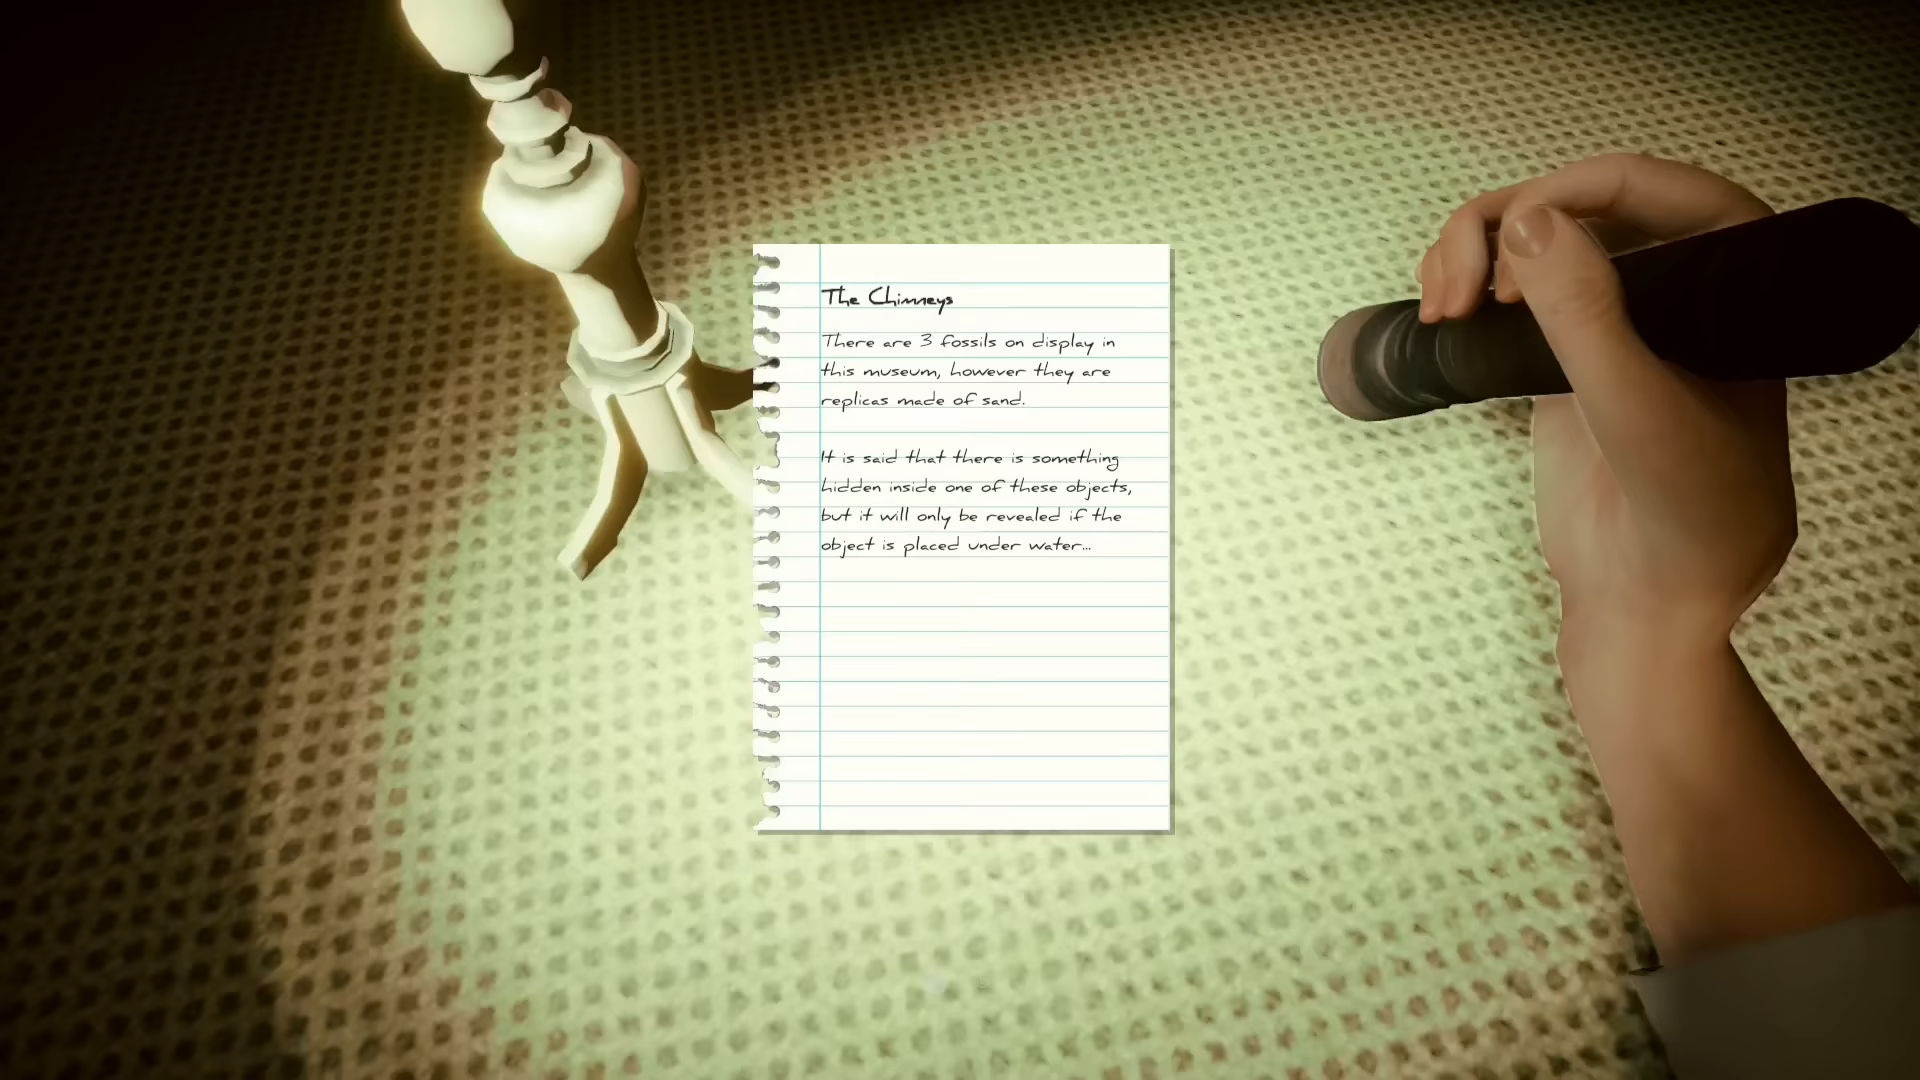 The Chimneys
There are 3 fossils on display in
this museum, however they are
replicas made of sand.
It is said that there is something
hidden inside one of these objects,
but it will only be revealed if the
object is placed under water...